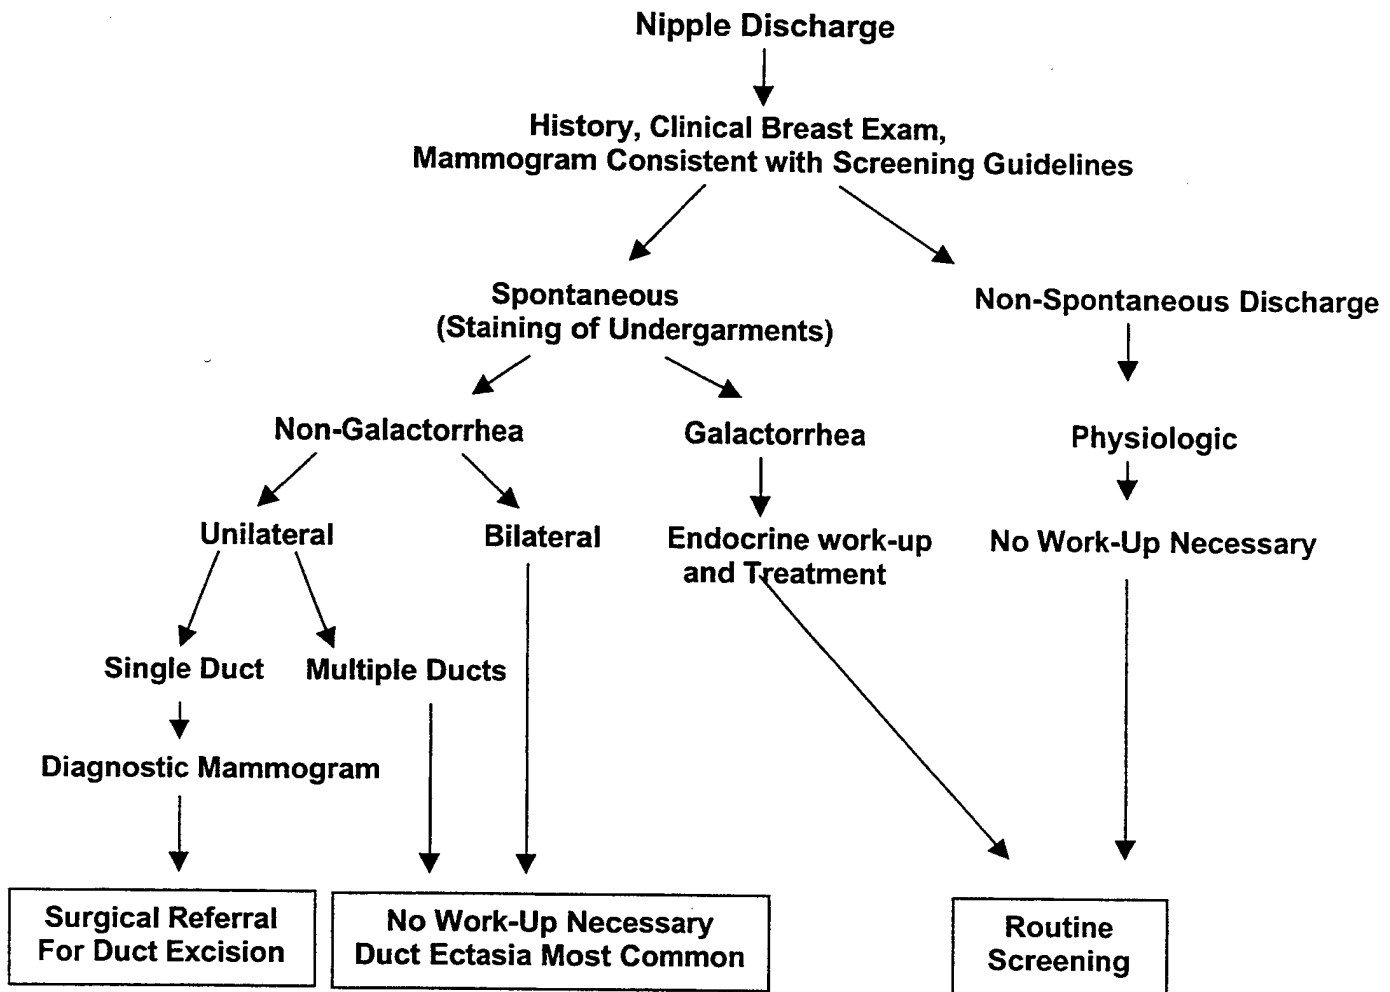 Nipple Discharge
History, Clinical Breast Exam,
Mammogram Consistent with Screening Guidelines
Spontaneous
(Staining of Undergarments)
Non-Spontaneous Discharge
Non-Galactorrhea
Galactorrhea
Physiologic
Unilateral
Bilateral
Endocrine work-up
and Treatment
No Work-Up Necessary
Single Duct
Multiple Ducts
Diagnostic Mammogram
Surgical Referral
For Duct Excision
No Work-Up Necessary
Duct Ectasia Most Common
Routine
Screening